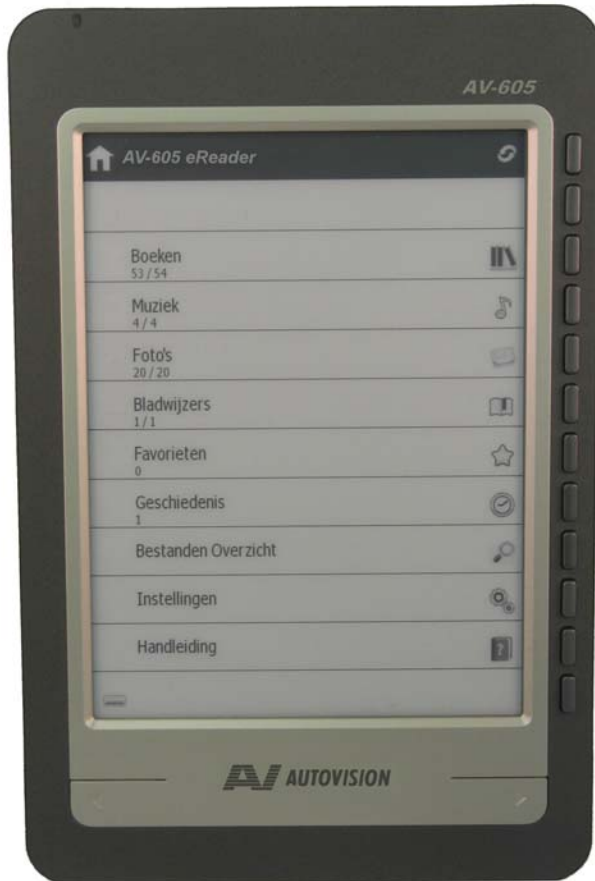 AV-605
AV-605 eReader
Boeken
53 / 54
Muziek
4 / 4
Foto's
20 / 20
Bladwijzers
1 / 1
Favorieten
0
Geschiedenis
1
Bestanden Overzicht
Instellingen
Handleiding
?
AV AUTOVISION